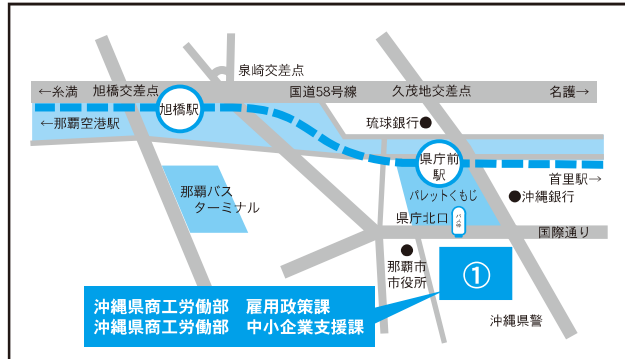 泉崎交差点
←糸満
旭橋交差点
国道58号線
久茂地交差点
名護→
旭橋駅
←那覇空港駅
琉球銀行
県庁前
駅
首里駅→
パレットくもじ
沖縄銀行
那覇バス
ターミナル
県庁北口
バス停
国際通り
那覇市
市役所
①
沖縄県商工労働部 雇用政策課
沖縄県商工労働部 中小企業支援課
沖縄県警